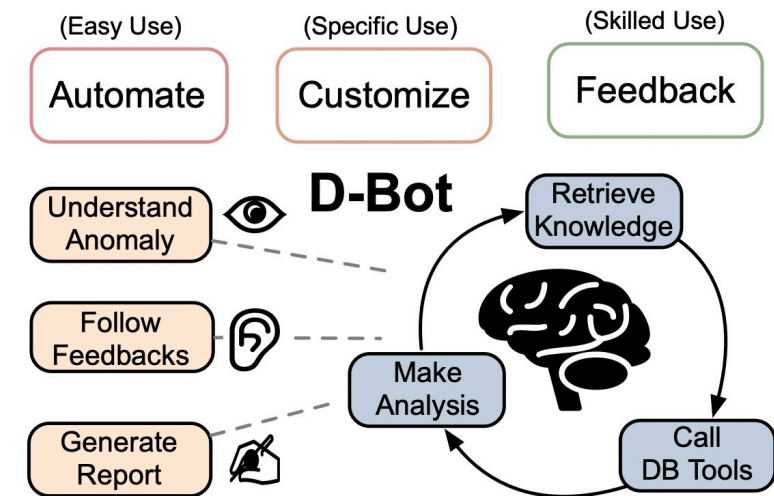 (Easy Use)
(Specific Use)
(Skilled Use)
Automate
Customize
Feedback
D-Bot
Understand
Anomaly
Follow
Feedbacks
Generate
Report
Retrieve
Knowledge
Make
Analysis
Call
DB Tools